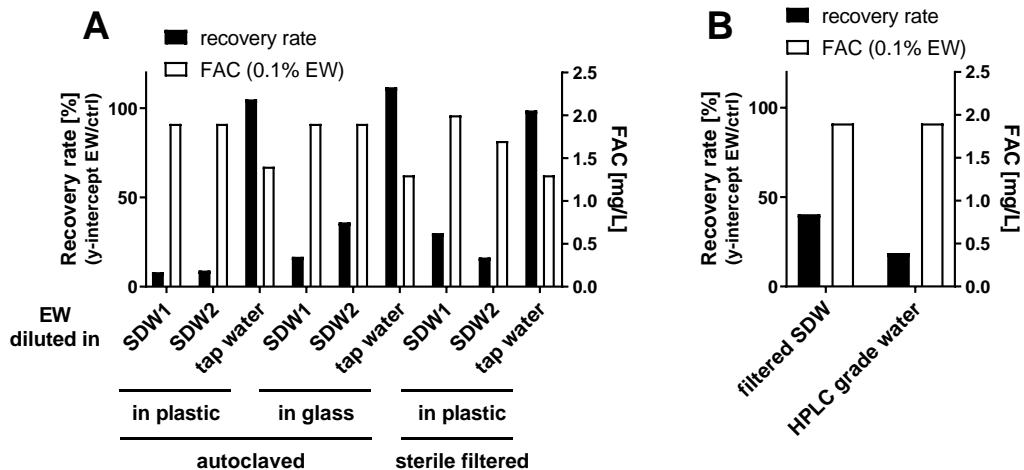 A
recovery rate
FAC (0.1% EW)
Recovery rate [%]
(y-intercept EW/ctrl)
100
50
0
2.5
2.0
1.5
1.0
0.5
0.0
FAC [mg/L]
EW
diluted in
SDW1
SDW2
tap water
SDW1
SDW2
tap water
SDW1
SDW2
tap water
in plastic
in glass
in plastic
autoclaved
sterile filtered
B
recovery rate
FAC (0.1% EW)
Recovery rate [%]
(y-intercept EW/ctrl)
100
50
0
2.5
2.0
1.5
1.0
0.5
0.0
FAC [mg/L]
filtered SDW
HPLC grade water